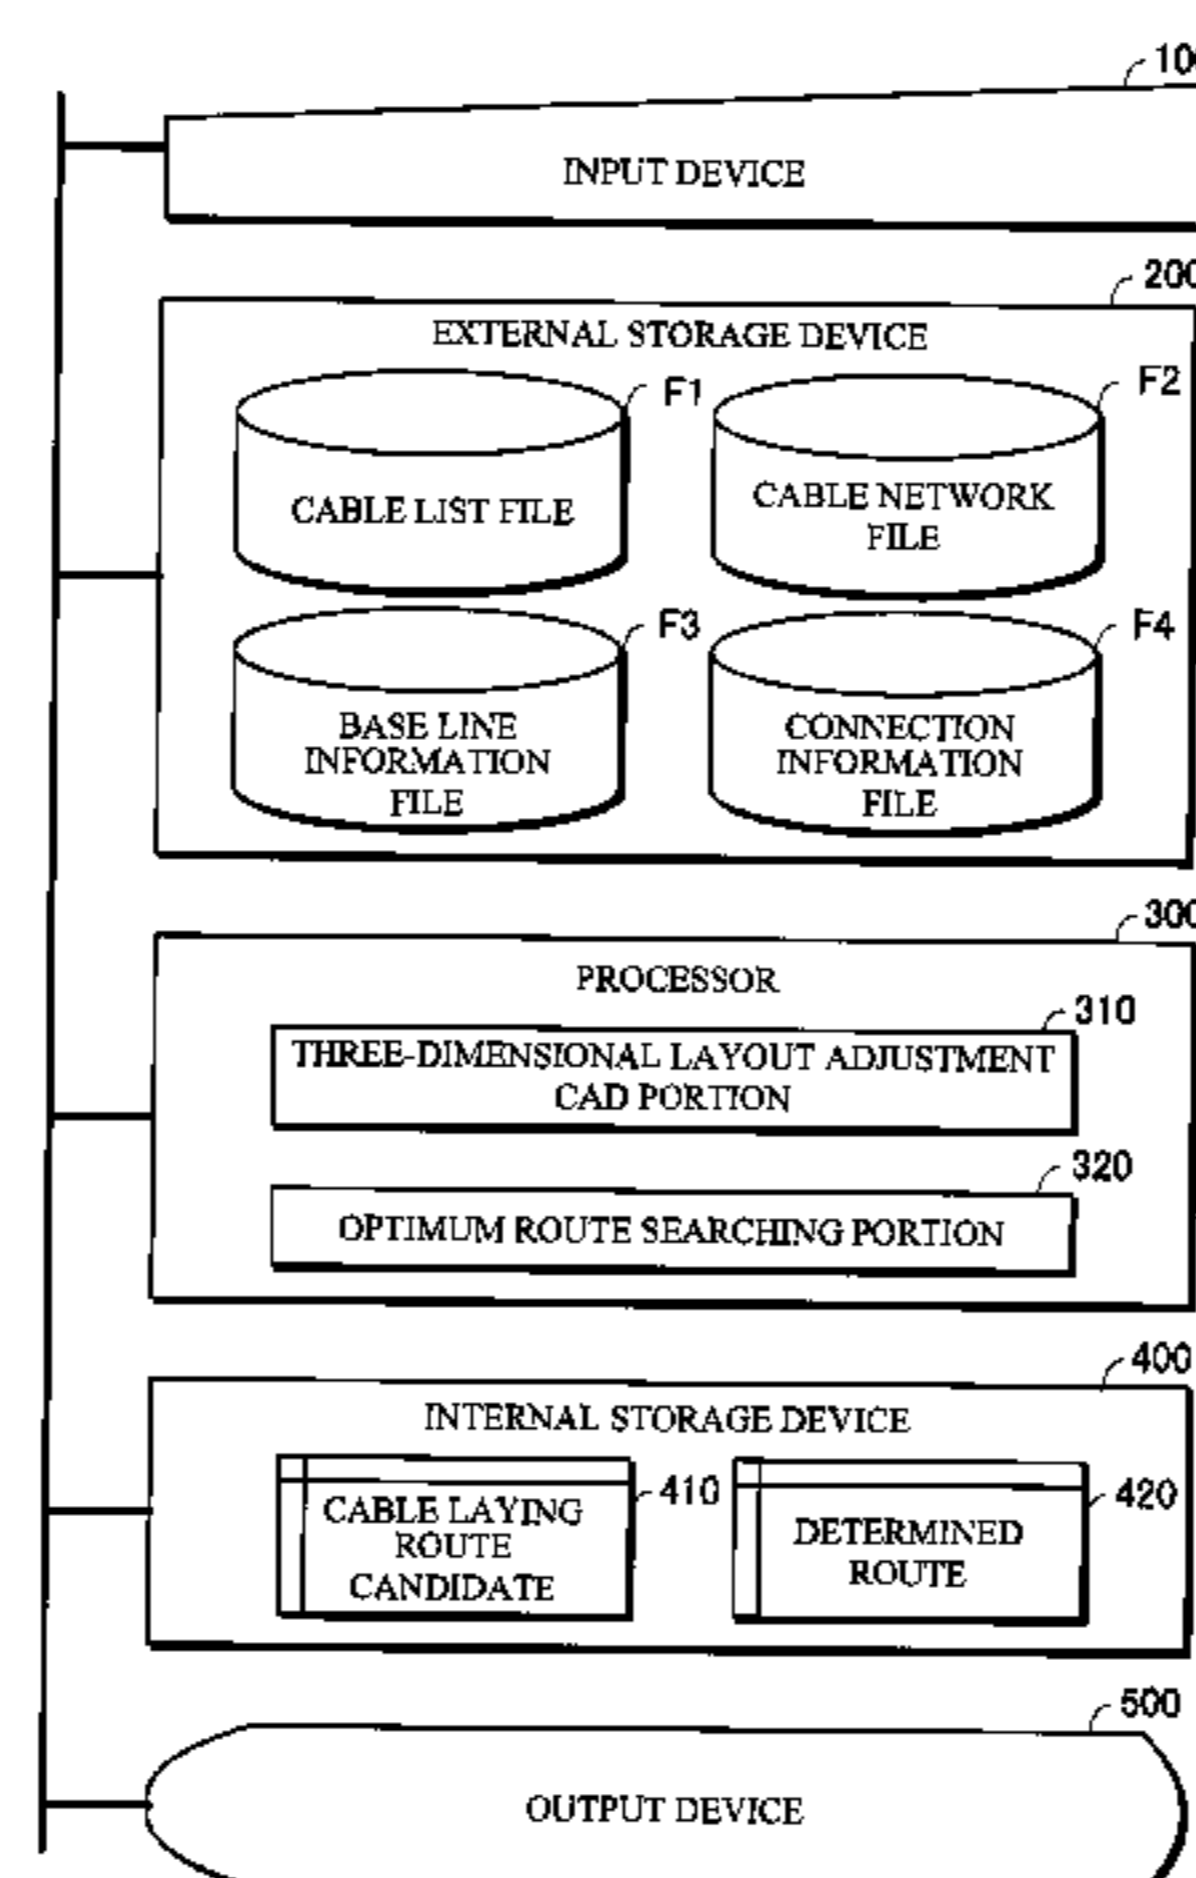 10
INPUT DEVICE
200
EXTERNAL STORAGE DEVICE
F1
F2
CABLE LIST FILE
CABLE NETWORK
FILE
F3
F4
BASE LINE
INFORMATION
FILE
CONNECTION
INFORMATION
FILE
300
PROCESSOR
310
THREE-DIMENSIONAL LAYOUT ADJUSTMENT
CAD PORTION
320
OPTIMUM ROUTE SEARCHING PORTION
400
INTERNAL STORAGE DEVICE
410
CABLE LAYING
ROUTE
CANDIDATE
420
DETERMINED
ROUTE
500
OUTPUT DEVICE